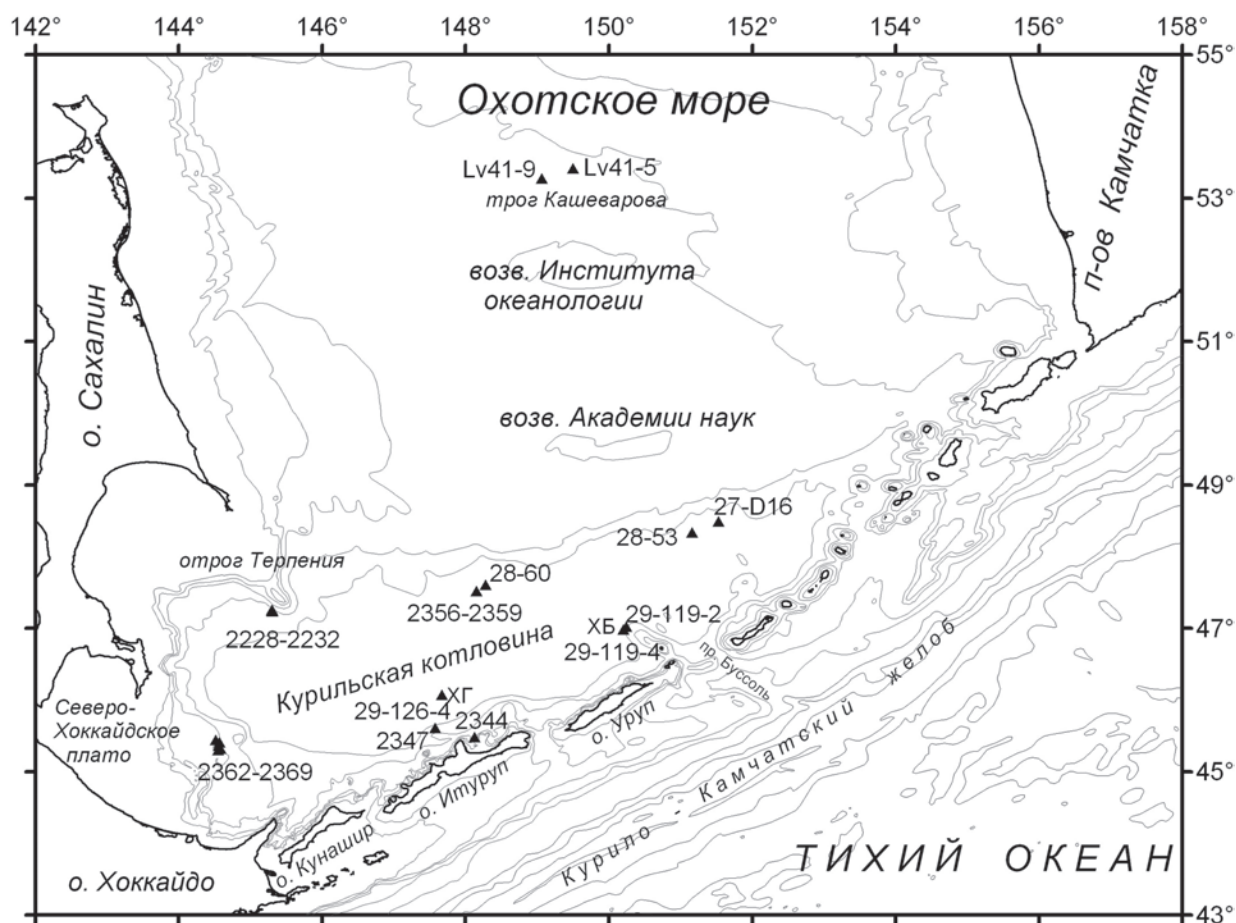 142° 144° 146° 148° 150° 152° 154° 156° 158°
55°
Охотское море
п-ов Камчатка
Lv41-9 Lv41-5
53°
трог Кашеварова
возв. Института
океанологии
о. Сахалин
51°
возв. Академии наук
49°
27-D16
28-53
отрог Терпения
28-60
2356-2359
2228-2232
ХБ 29-119-2
47°
29-119-4
пр. Буссоль
Курильская котловина
ХГ
29-126-4 2344
2347
Северо-
Хоккайдское
плато
2362-2369
45°
о. Уруп
о. Итуруп
о. Кунашир
Курило - Камчатский желоб
ТИХИЙ ОКЕАН
о. Хоккайдо
43°